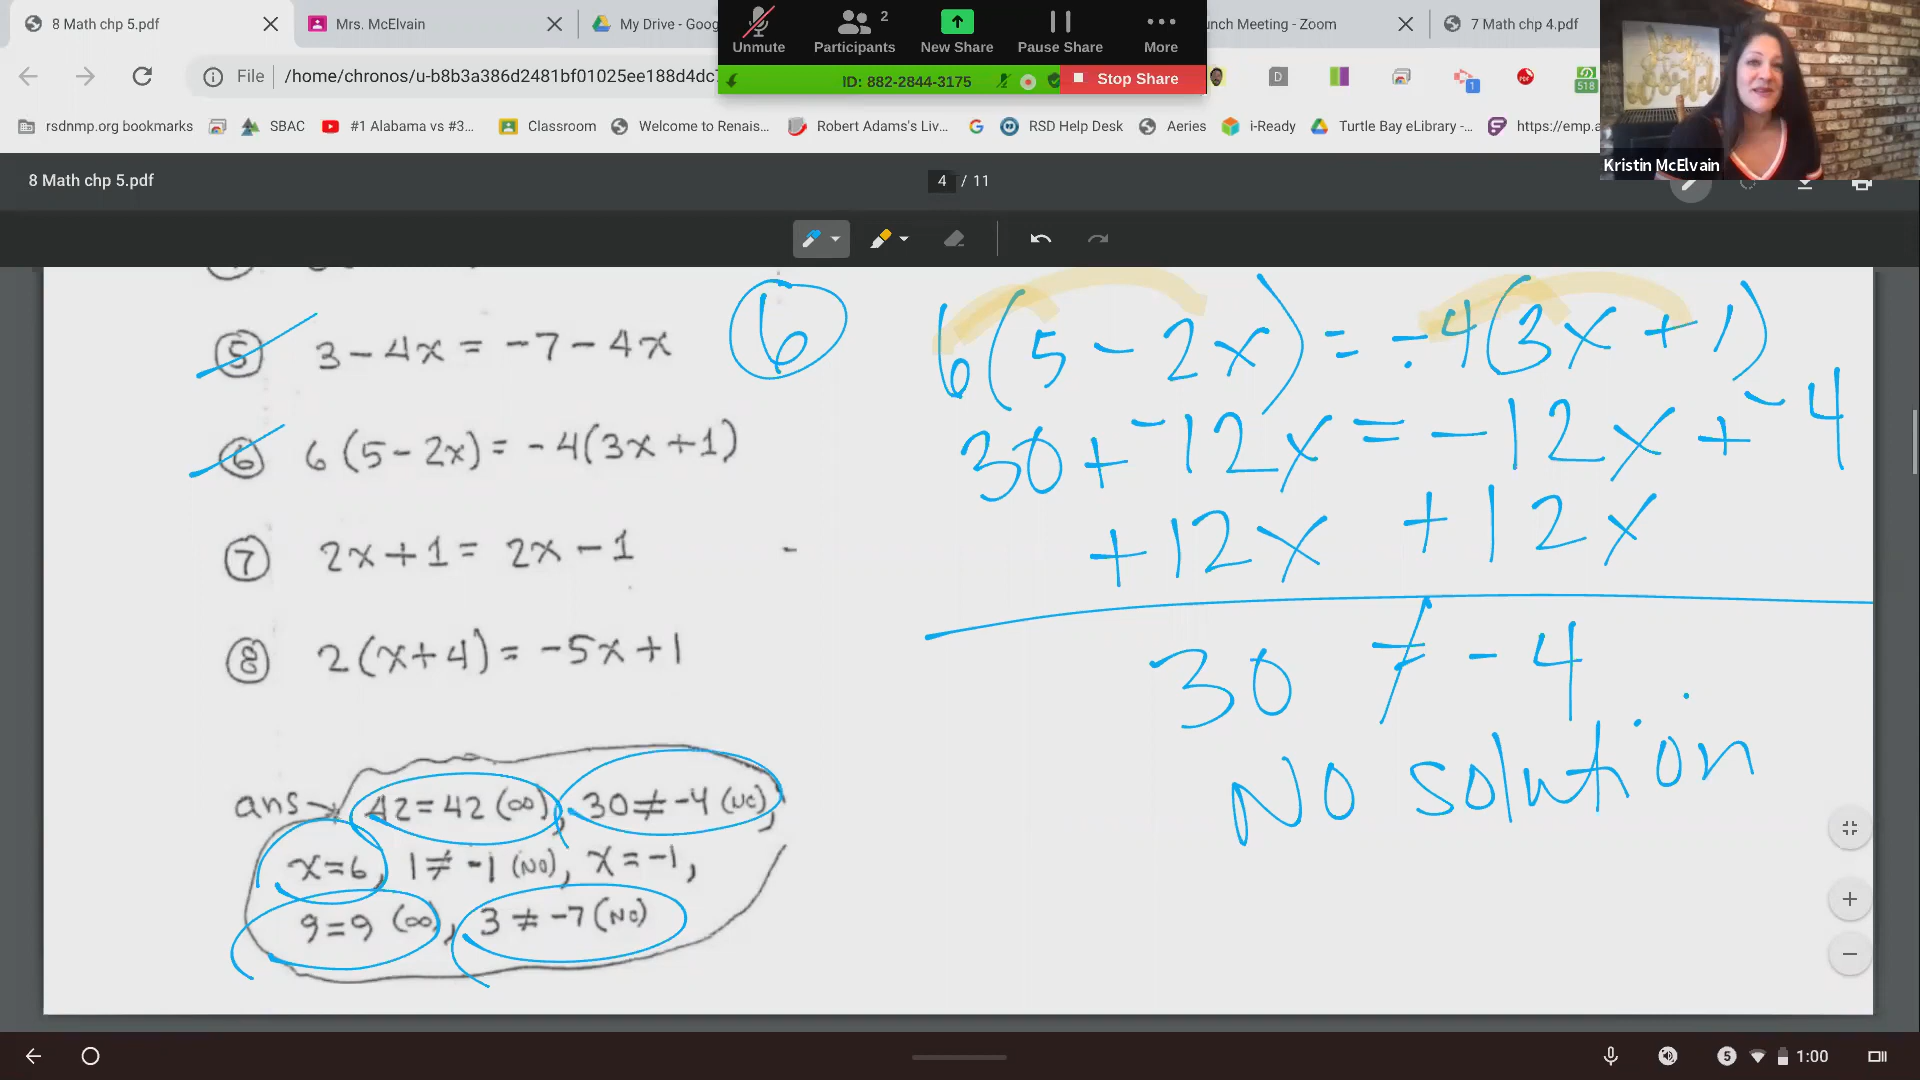 8 Math chp 5.pdf
Mrs. McElvain
My Drive - Goog
Unmute
Participants
2
New Share
Pause Share
More
unch Meeting - Zoom
7 Math chp 4.pdf
File
/home/chronos/u-b8b3a386d2481bf01025ee188d4dc7
ID: 882-2844-3175
Stop Share
D
1
518
rsdnmp.org bookmarks
SBAC
#1 Alabama vs #3...
Classroom
Welcome to Renais...
Robert Adams's Liv...
RSD Help Desk
Aeries
i-Ready
Turtle Bay eLibrary -...
https://emp.a
Kristin McElvain
8 Math chp 5.pdf
4 / 11
5 3 - 4x = -7 - 4x
6 6(5 - 2x) = -4(3x + 1)
7 2x + 1 = 2x - 1
8 2(x + 4) = -5x + 1
ans → 42 = 42 (∞), 30 ≠ -4 (NO),
x = 6, 1 ≠ -1 (NO), x = -1,
9 = 9 (∞), 3 ≠ -7 (NO)
6
6(5 - 2x) = -4(3x + 1)
30 + -12x = -12x + -4
+12x +12x
30 ≠ -4
NO solution
5
1:00